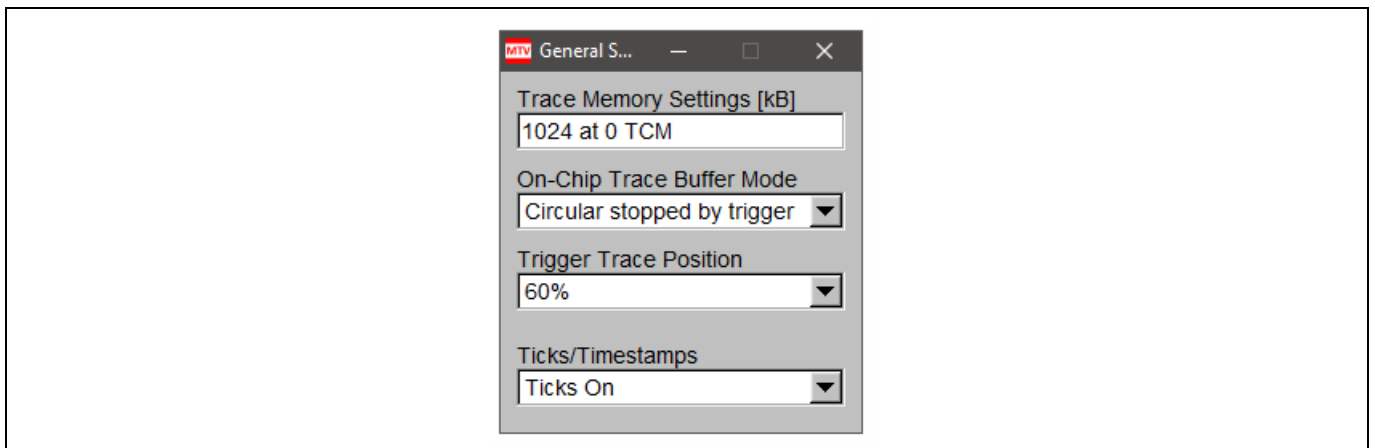 MTV General S...
Trace Memory Settings [kB]
1024 at 0 TCM
On-Chip Trace Buffer Mode
Circular stopped by trigger
Trigger Trace Position
60%
Ticks/Timestamps
Ticks On